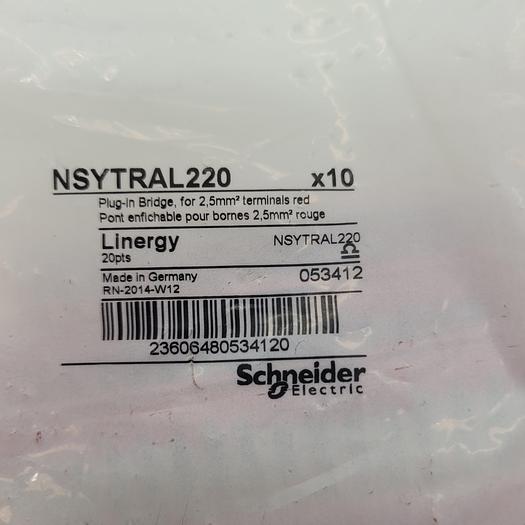 NSYTRAL220 x10
Plug-in Bridge, for 2,5mm² terminals red
Pont enfichable pour bornes 2,5mm² rouge
Linergy NSYTRAL220
20pts
Made in Germany 053412
RN-2014-W12
23606480534120
Schneider
Electric